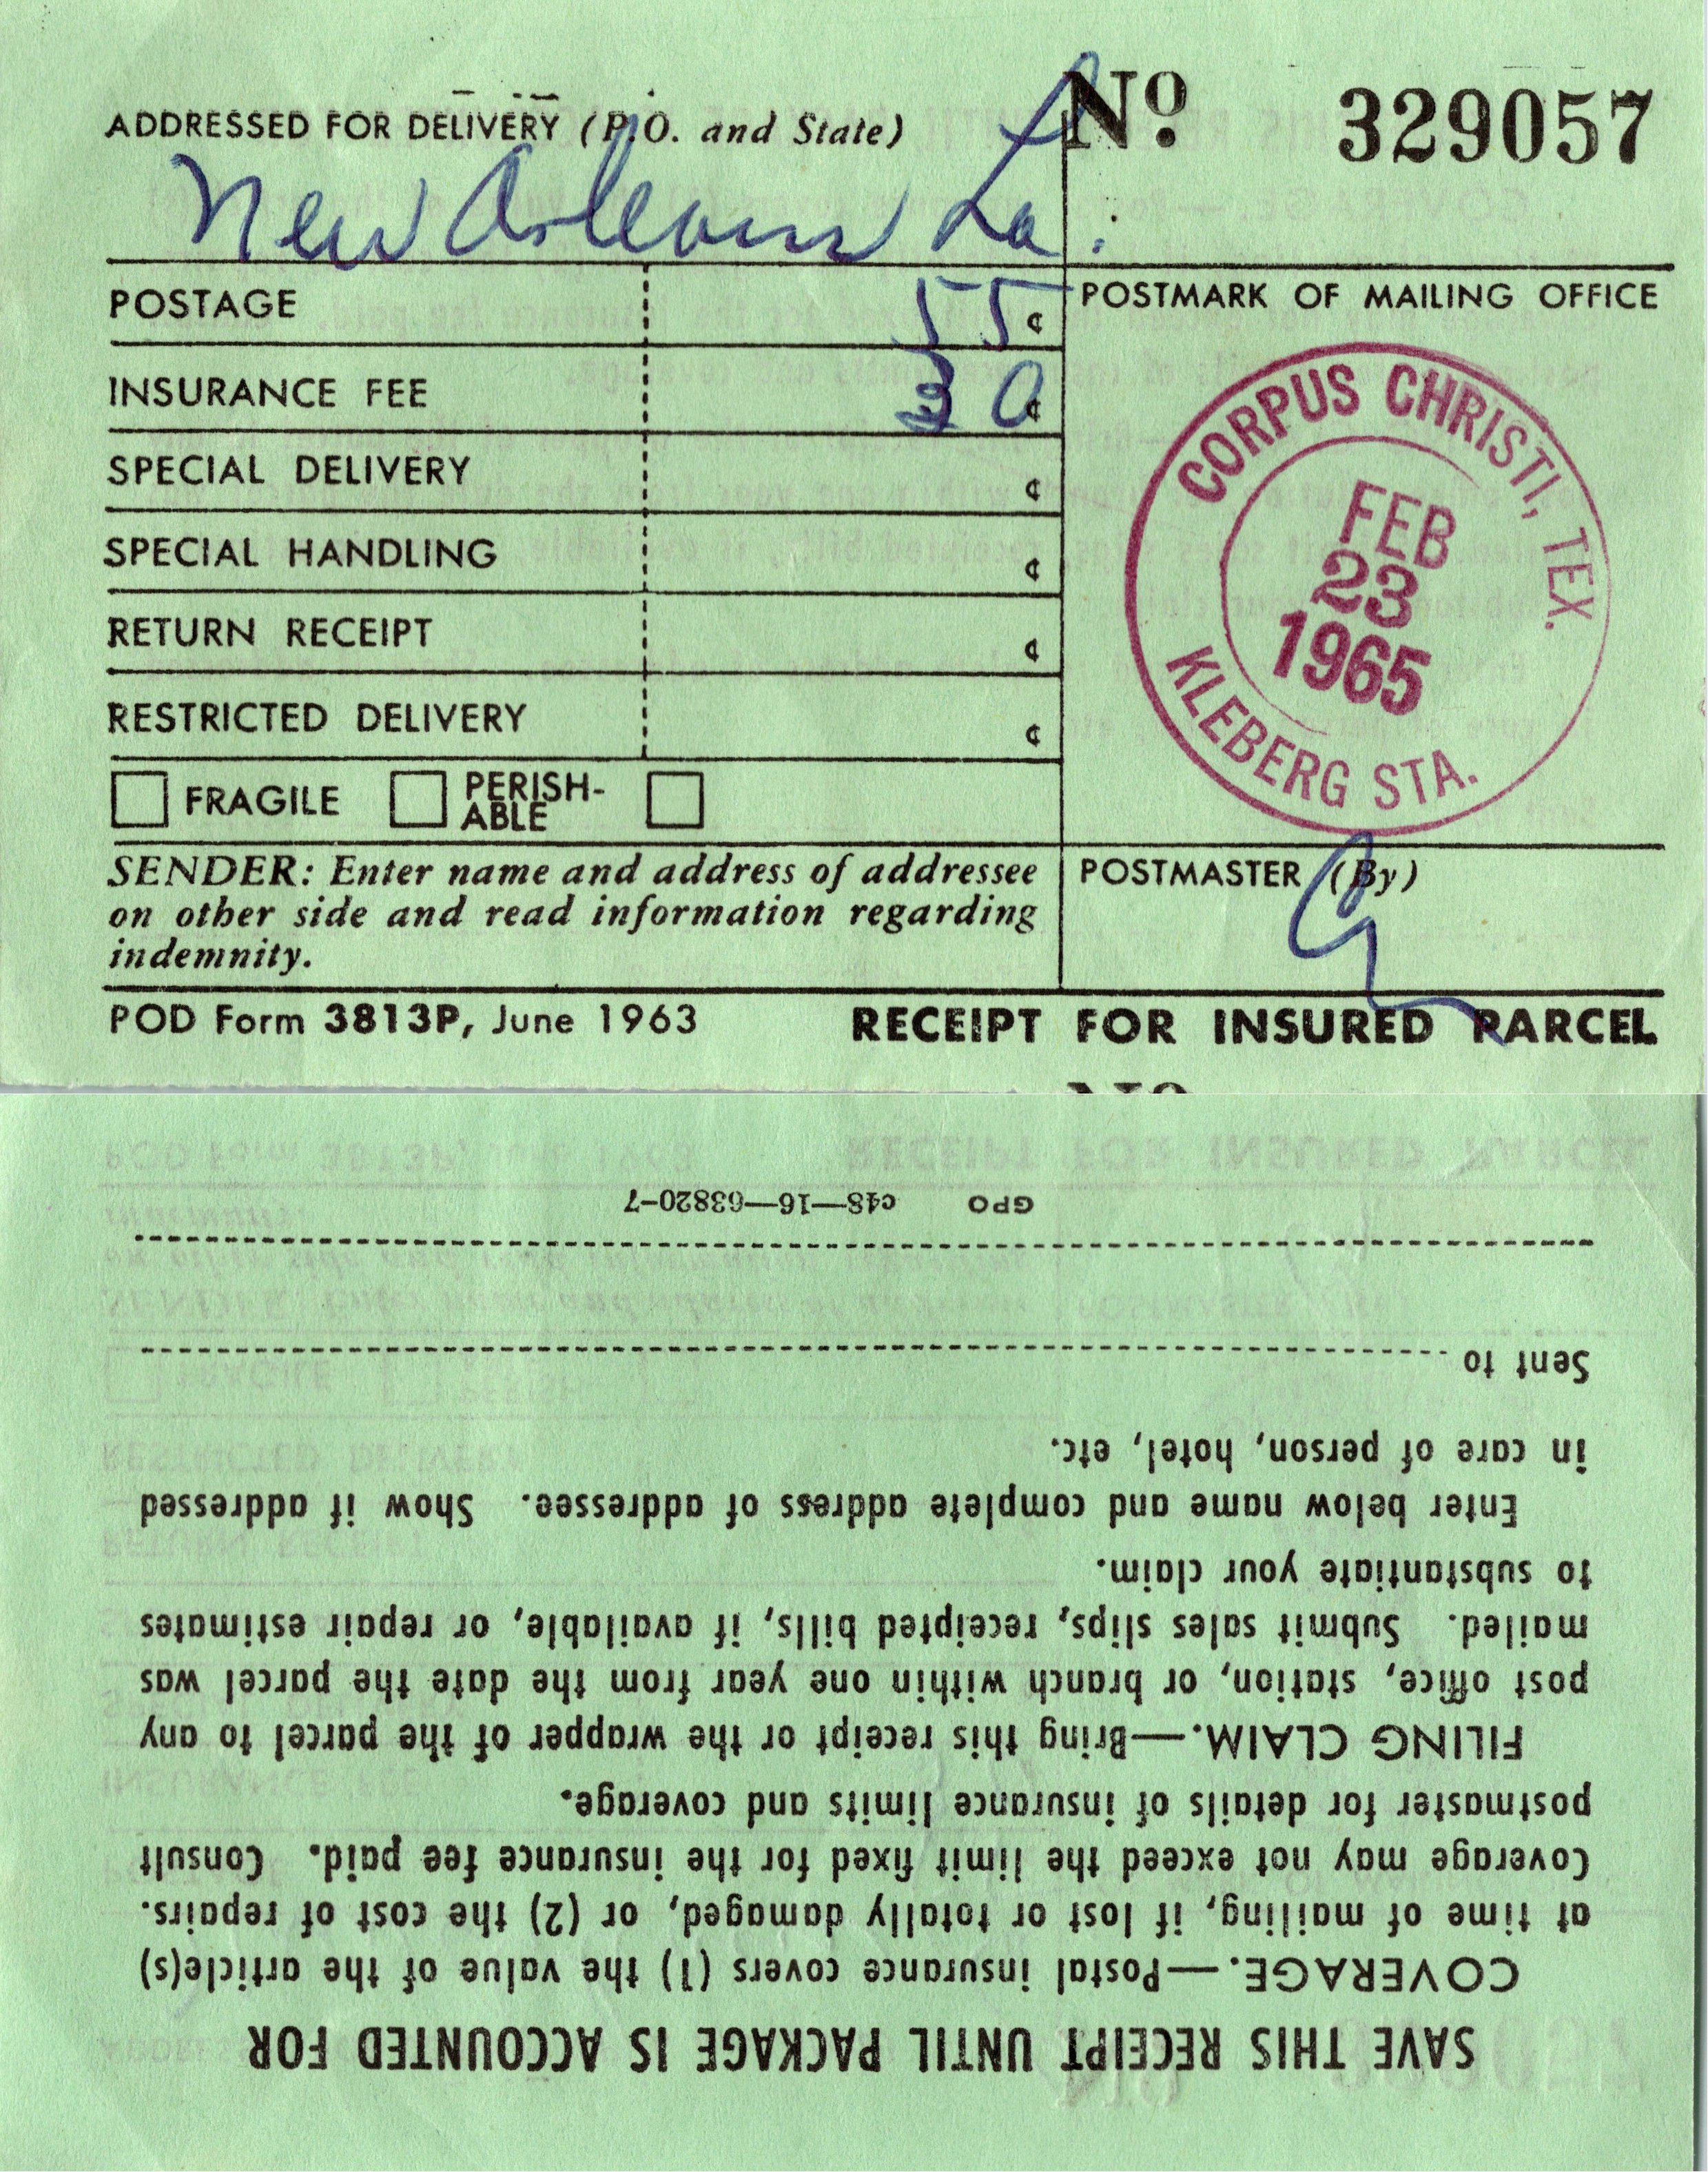 ADDRESSED FOR DELIVERY (P.O. and State)
Nº 329057
New Orleans La.
POSTAGE 55¢
INSURANCE FEE 30¢
SPECIAL DELIVERY ¢
SPECIAL HANDLING ¢
RETURN RECEIPT ¢
RESTRICTED DELIVERY ¢
FRAGILE PERISH-
ABLE
POSTMARK OF MAILING OFFICE
CORPUS CHRISTI, TEX.
FEB
23
1965
KLEBERG STA.
SENDER: Enter name and address of addressee
on other side and read information regarding
indemnity.
POSTMASTER (By)
POD Form 3813P, June 1963
RECEIPT FOR INSURED PARCEL
SAVE THIS RECEIPT UNTIL PACKAGE IS ACCOUNTED FOR
COVERAGE.—Postal insurance covers (1) the value of the article(s)
at time of mailing, if lost or totally damaged, or (2) the cost of repairs.
Coverage may not exceed the limit fixed for the insurance fee paid. Consult
postmaster for details of insurance limits and coverage.
FILING CLAIM.—Bring this receipt or the wrapper of the parcel to any
post office, station, or branch within one year from the date the parcel was
mailed. Submit sales slips, receipted bills, if available, or repair estimates
to substantiate your claim.
Enter below name and complete address of addressee. Show if addressed
in care of person, hotel, etc.
Sent to
GPO c48—16—63820-7